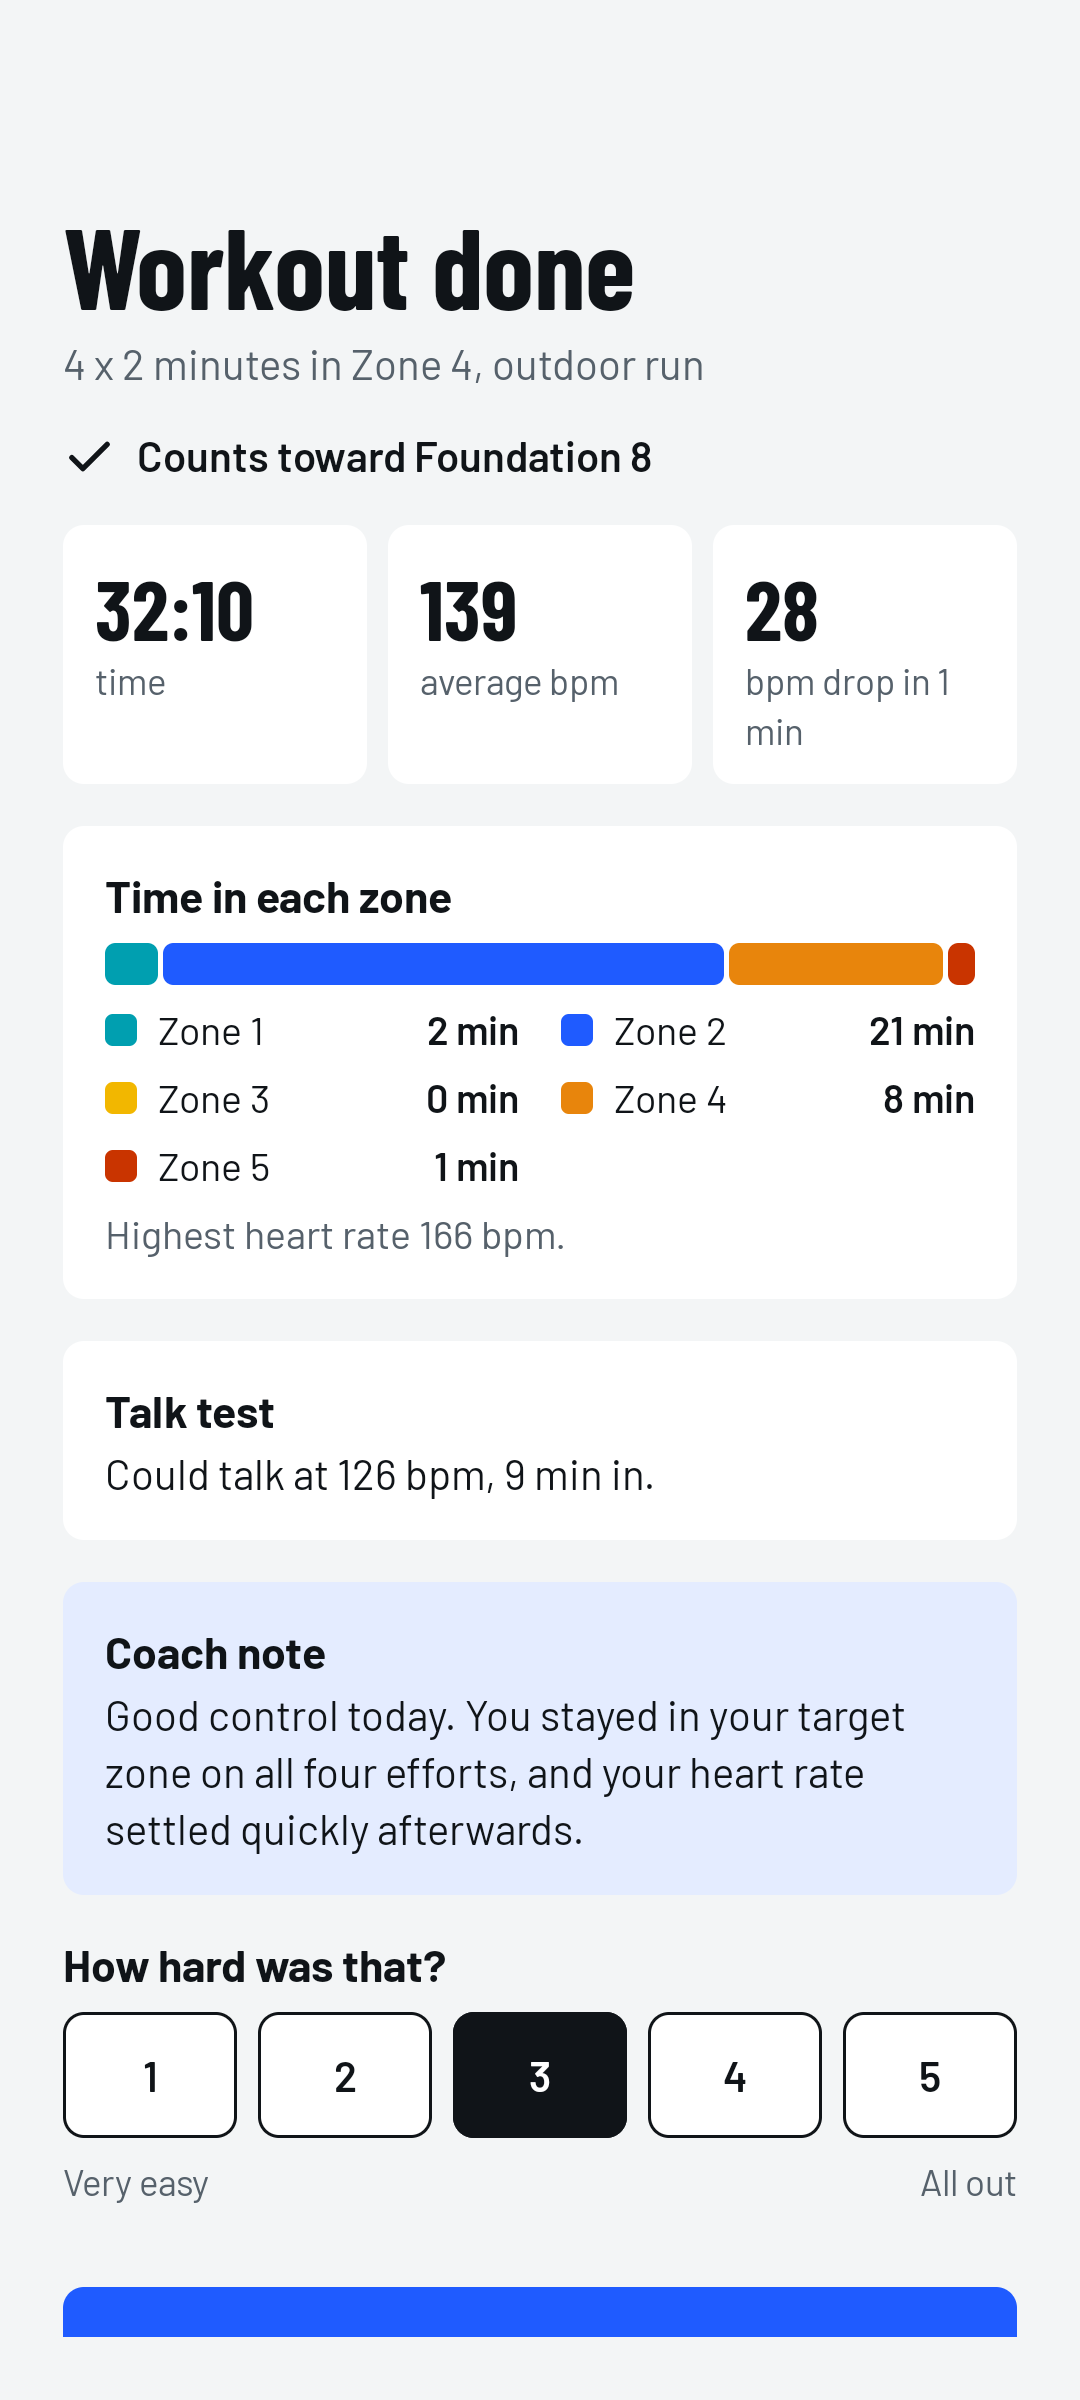 Workout done
4 x 2 minutes in Zone 4, outdoor run
Counts toward Foundation 8
32:10
time
139
average bpm
28
bpm drop in 1
min
Time in each zone
Zone 1 2 min
Zone 2 21 min
Zone 3 0 min
Zone 4 8 min
Zone 5 1 min
Highest heart rate 166 bpm.
Talk test
Could talk at 126 bpm, 9 min in.
Coach note
Good control today. You stayed in your target
zone on all four efforts, and your heart rate
settled quickly afterwards.
How hard was that?
1 2 3 4 5
Very easy All out